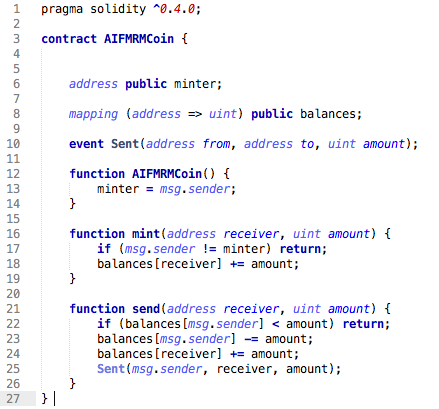 1 pragma solidity ^0.4.0;
2
3 contract AIFMRMCoin {
4
5
6 address public minter;
7
8 mapping (address => uint) public balances;
9
10 event Sent(address from, address to, uint amount);
11
12 function AIFMRMCoin() {
13 minter = msg.sender;
14 }
15
16 function mint(address receiver, uint amount) {
17 if (msg.sender != minter) return;
18 balances[receiver] += amount;
19 }
20
21 function send(address receiver, uint amount) {
22 if (balances[msg.sender] < amount) return;
23 balances[msg.sender] -= amount;
24 balances[receiver] += amount;
25 Sent(msg.sender, receiver, amount);
26 }
27 }